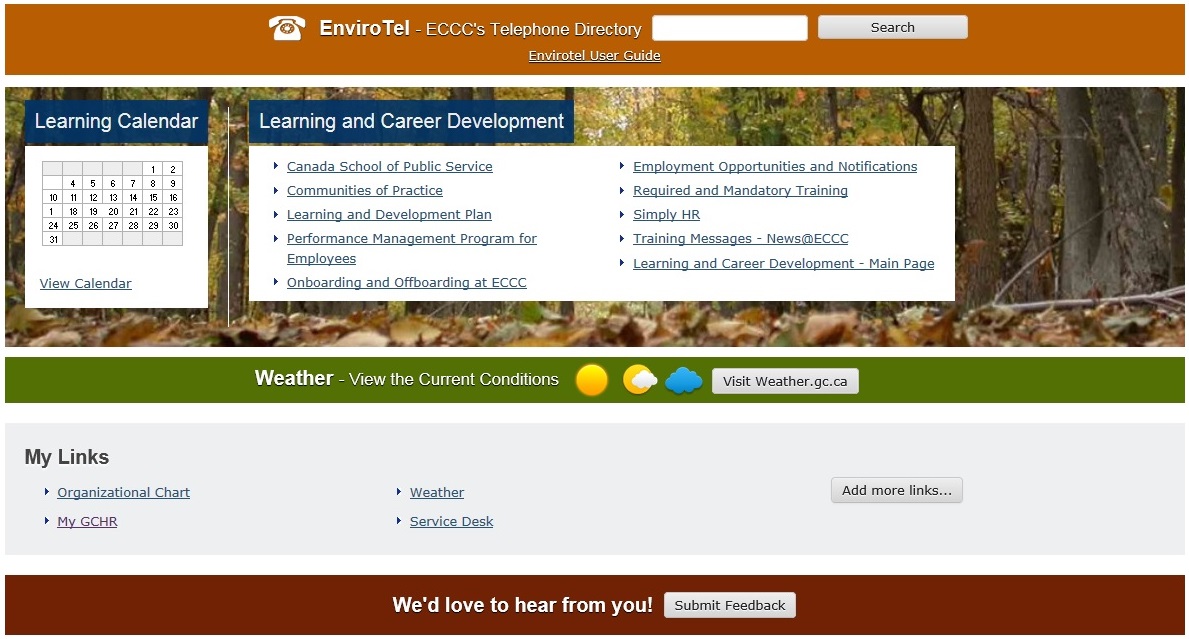 EnviroTel - ECCC's Telephone Directory
Search
Envirotel User Guide
Learning Calendar
1 2
4 5 6 7 8 9
10 11 12 13 14 15 16
1 18 19 20 21 22 23
24 25 26 27 28 29 30
31
View Calendar
Learning and Career Development
Canada School of Public Service
Communities of Practice
Learning and Development Plan
Performance Management Program for
Employees
Onboarding and Offboarding at ECCC
Employment Opportunities and Notifications
Required and Mandatory Training
Simply HR
Training Messages - News@ECCC
Learning and Career Development - Main Page
Weather - View the Current Conditions
Visit Weather.gc.ca
My Links
Organizational Chart
My GCHR
Weather
Service Desk
Add more links...
We'd love to hear from you!
Submit Feedback